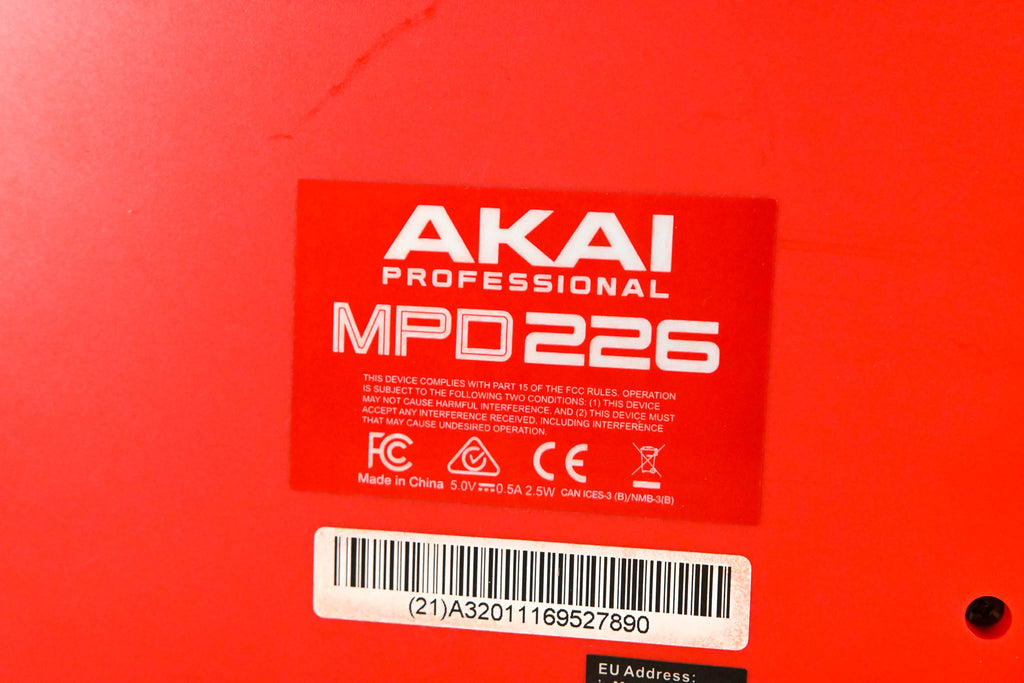 AKAI
PROFESSIONAL
MPD226
THIS DEVICE COMPLIES WITH PART 15 OF THE FCC RULES. OPERATION
IS SUBJECT TO THE FOLLOWING TWO CONDITIONS: (1) THIS DEVICE
MAY NOT CAUSE HARMFUL INTERFERENCE, AND (2) THIS DEVICE MUST
ACCEPT ANY INTERFERENCE RECEIVED, INCLUDING INTERFERENCE
THAT MAY CAUSE UNDESIRED OPERATION.
FC CE
Made in China 5.0V⎓0.5A 2.5W CAN ICES-3 (B)/NMB-3(B)
(21)A32011169527890
EU Address: